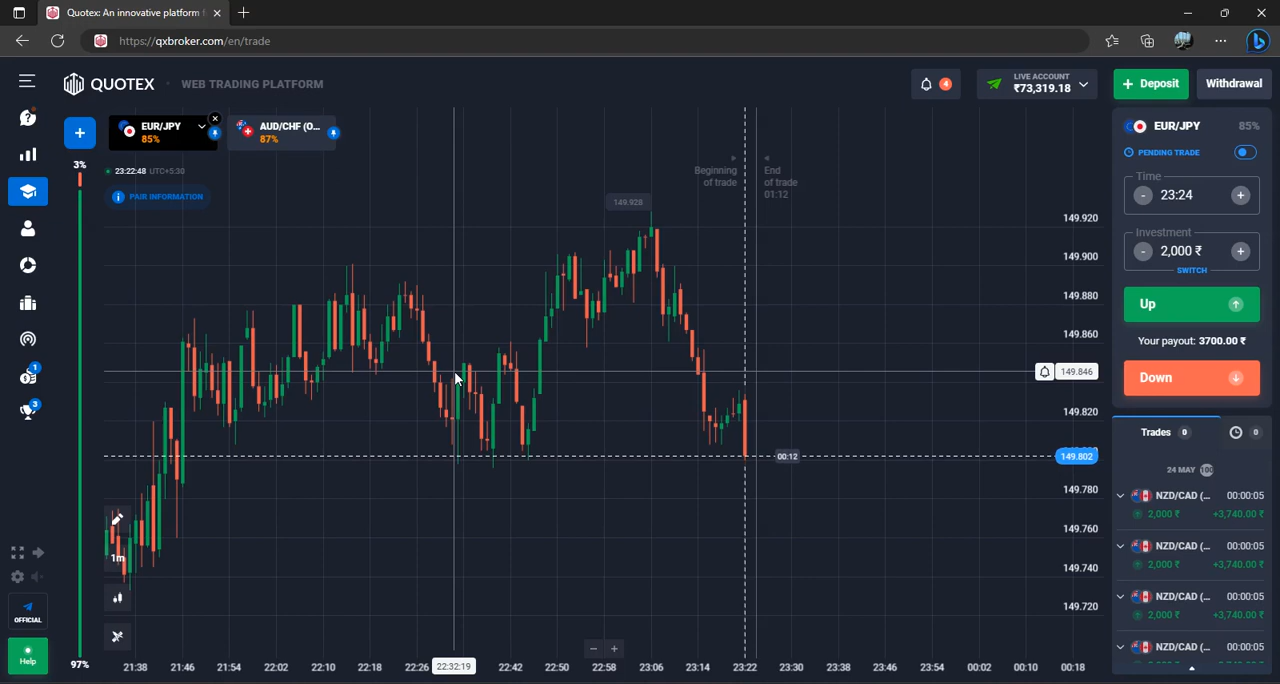 Quotex: An innovative platform f
https://qxbroker.com/en/trade
QUOTEX
WEB TRADING PLATFORM
4
LIVE ACCOUNT
₹73,319.18
+ Deposit
Withdrawal
EUR/JPY
85%
AUD/CHF (O...
87%
3%
23:22:48 UTC+5:30
PAIR INFORMATION
Beginning
of trade
End
of trade
01:12
149.928
149.920
149.900
149.880
149.860
149.846
149.820
00:12
149.802
149.780
149.760
149.740
149.720
1m
97%
21:38
21:46
21:54
22:02
22:10
22:18
22:26
22:32:19
22:42
22:50
22:58
23:06
23:14
23:22
23:30
23:38
23:46
23:54
00:02
00:10
00:18
1
3
OFFICIAL
Help
EUR/JPY 85%
PENDING TRADE
Time
- 23:24 +
Investment
- 2,000 ₹ +
SWITCH
Up
Your payout: 3700.00 ₹
Down
Trades 0
0
24 MAY 100
NZD/CAD (... 00:00:05
2,000 ₹ +3,740.00 ₹
NZD/CAD (... 00:00:05
2,000 ₹ +3,740.00 ₹
NZD/CAD (... 00:00:05
2,000 ₹ +3,740.00 ₹
NZD/CAD (... 00:00:05